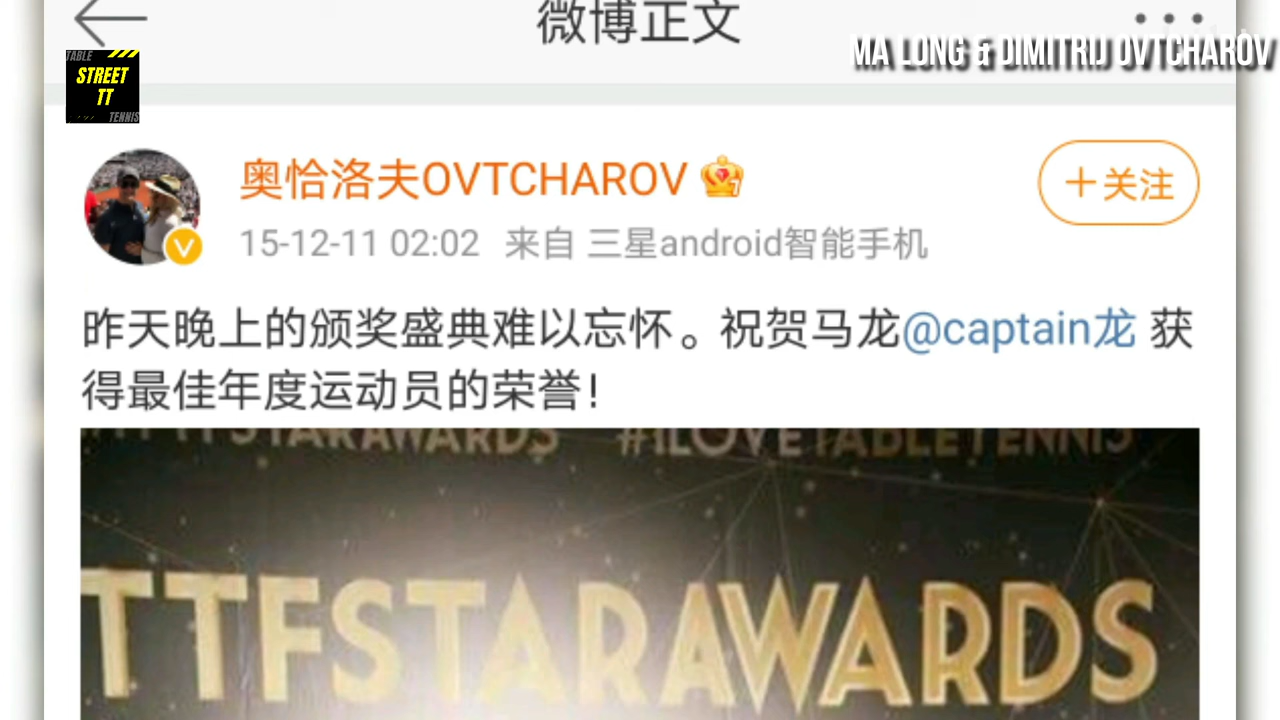 微博正文
MA LONG & DIMITRIJ OVTCHAROV
TABLE
STREET
TT
TENNIS
奥恰洛夫OVTCHAROV
+关注
15-12-11 02:02 来自 三星android智能手机
昨天晚上的颁奖盛典难以忘怀。祝贺马龙@captain龙 获
得最佳年度运动员的荣誉!
TTFSTARAWARDS #ILOVETABLETENNIS
TTFSTARAWARDS